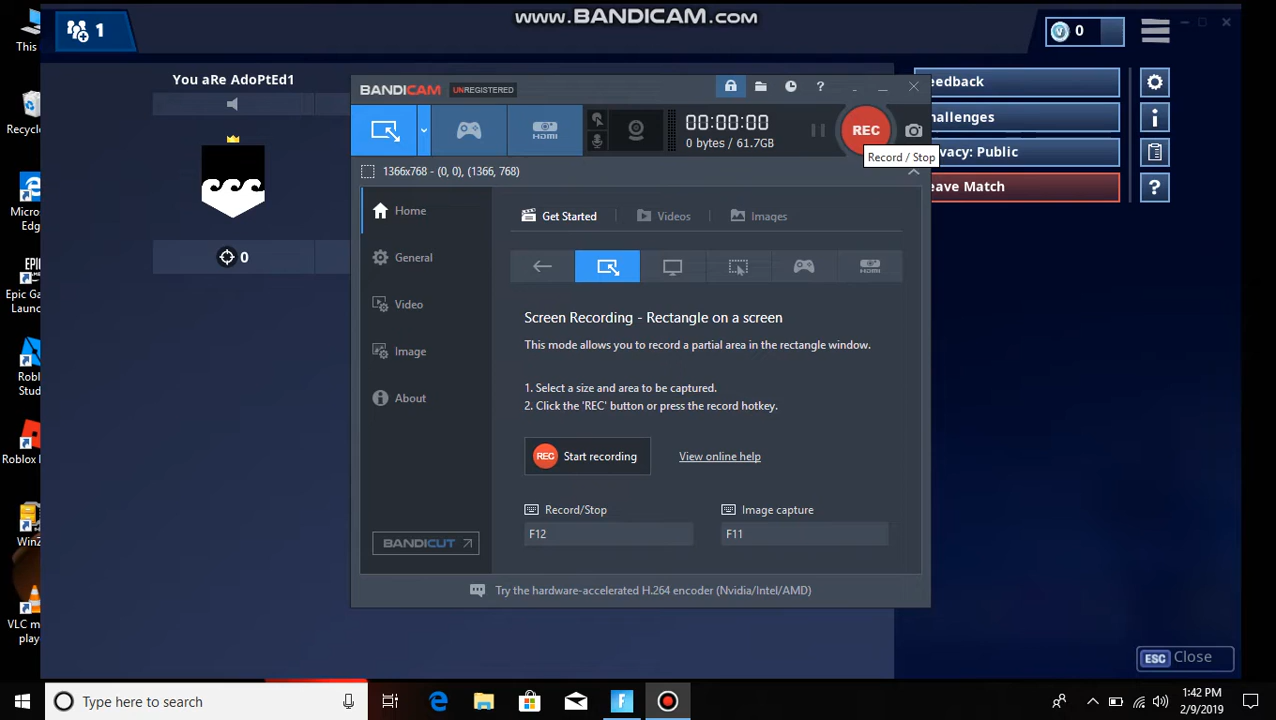 www.BANDICAM.com
1
0
This
You aRe AdoPtEd1
0
Recycl
Micros
Edg
Epic Ga
Laun
Robl
Stud
Roblox
WinZ
VLC m
play
BANDICAM UNREGISTERED
?
HDMI
00:00:00
0 bytes / 61.7GB
REC
Record / Stop
1366x768 - (0, 0), (1366, 768)
Home
General
Video
Image
About
BANDICUT
Get Started
Videos
Images
HDMI
Screen Recording - Rectangle on a screen
This mode allows you to record a partial area in the rectangle window.
1. Select a size and area to be captured.
2. Click the 'REC' button or press the record hotkey.
REC Start recording
View online help
Record/Stop
Image capture
F12
F11
Try the hardware-accelerated H.264 encoder (Nvidia/Intel/AMD)
eedback
hallenges
vacy: Public
eave Match
?
ESC Close
Type here to search
1:42 PM
2/9/2019